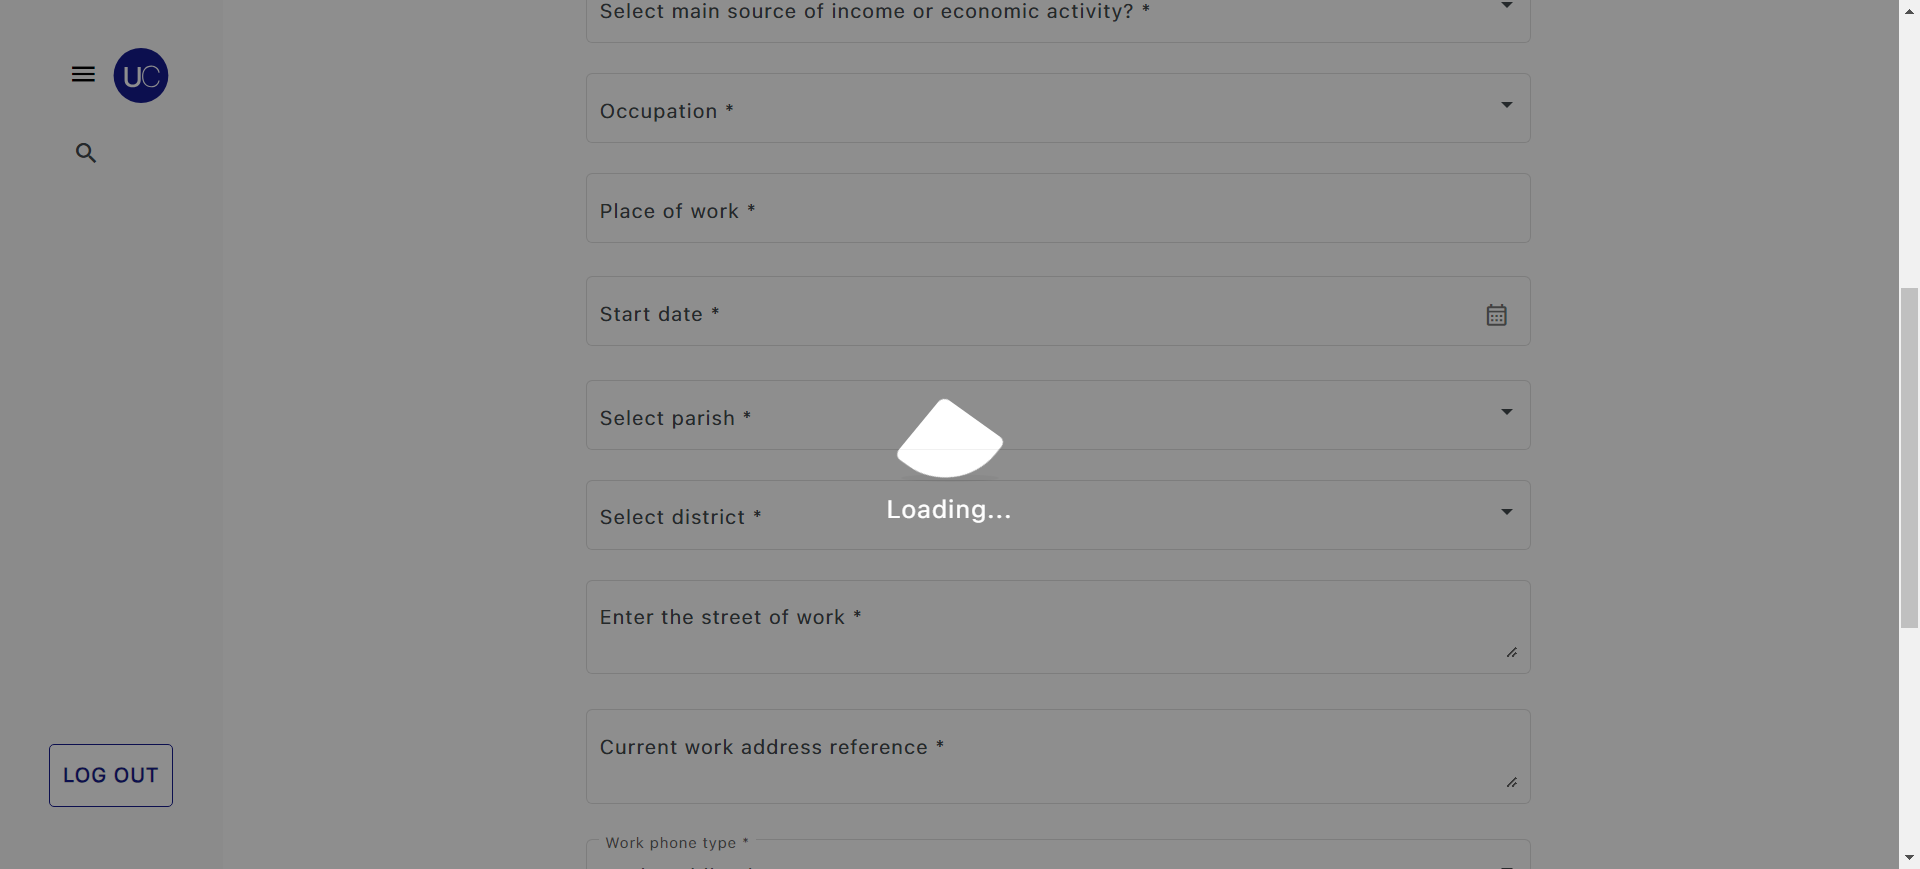 Select main source of income or economic activity? *
UC
Occupation *
Place of work *
Start date *
Select parish *
Loading...
Select district *
Enter the street of work *
Current work address reference *
LOG OUT
Work phone type *